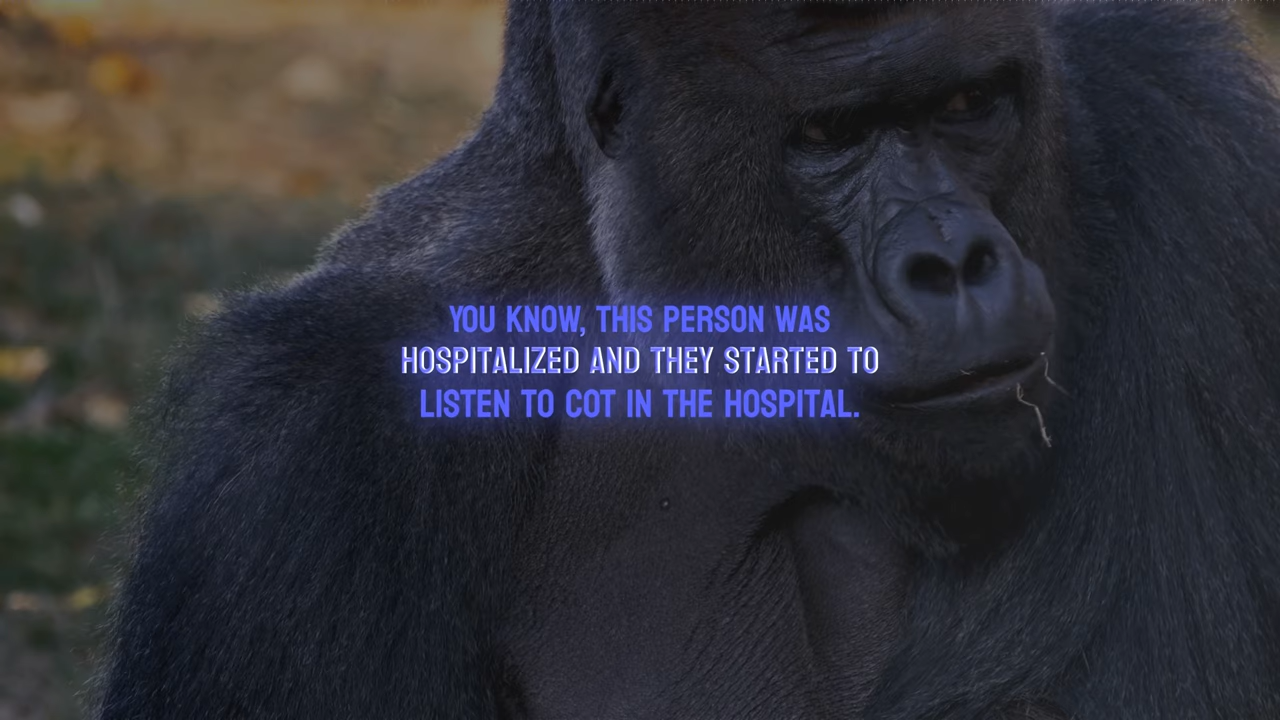 YOU KNOW, THIS PERSON WAS
HOSPITALIZED AND THEY STARTED TO
LISTEN TO COT IN THE HOSPITAL.